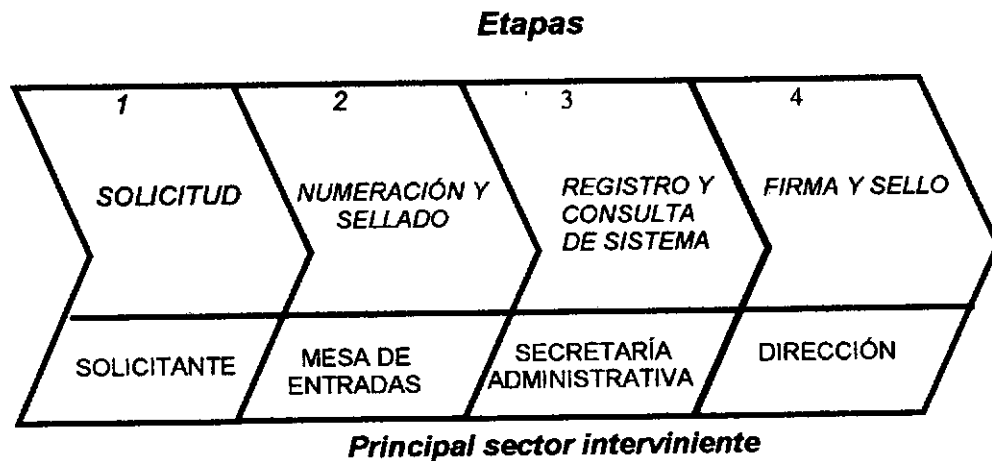 Etapas
1
2
3
4
SOLICITUD
NUMERACIÓN Y
SELLADO
REGISTRO Y
CONSULTA
DE SISTEMA
FIRMA Y SELLO
SOLICITANTE
MESA DE
ENTRADAS
SECRETARÍA
ADMINISTRATIVA
DIRECCIÓN
Principal sector interviniente